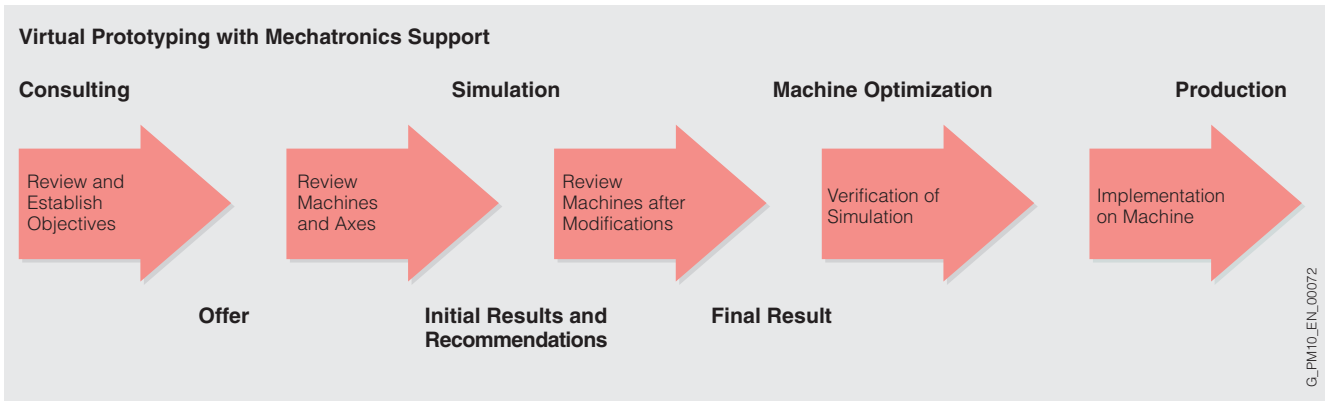 Virtual Prototyping with Mechatronics Support
Consulting
Simulation
Machine Optimization
Production
Review and
Establish
Objectives
Review
Machines
and Axes
Review
Machines after
Modifications
Verification of
Simulation
Implementation
on Machine
Offer
Initial Results and
Recommendations
Final Result
G_PM10_EN_00072